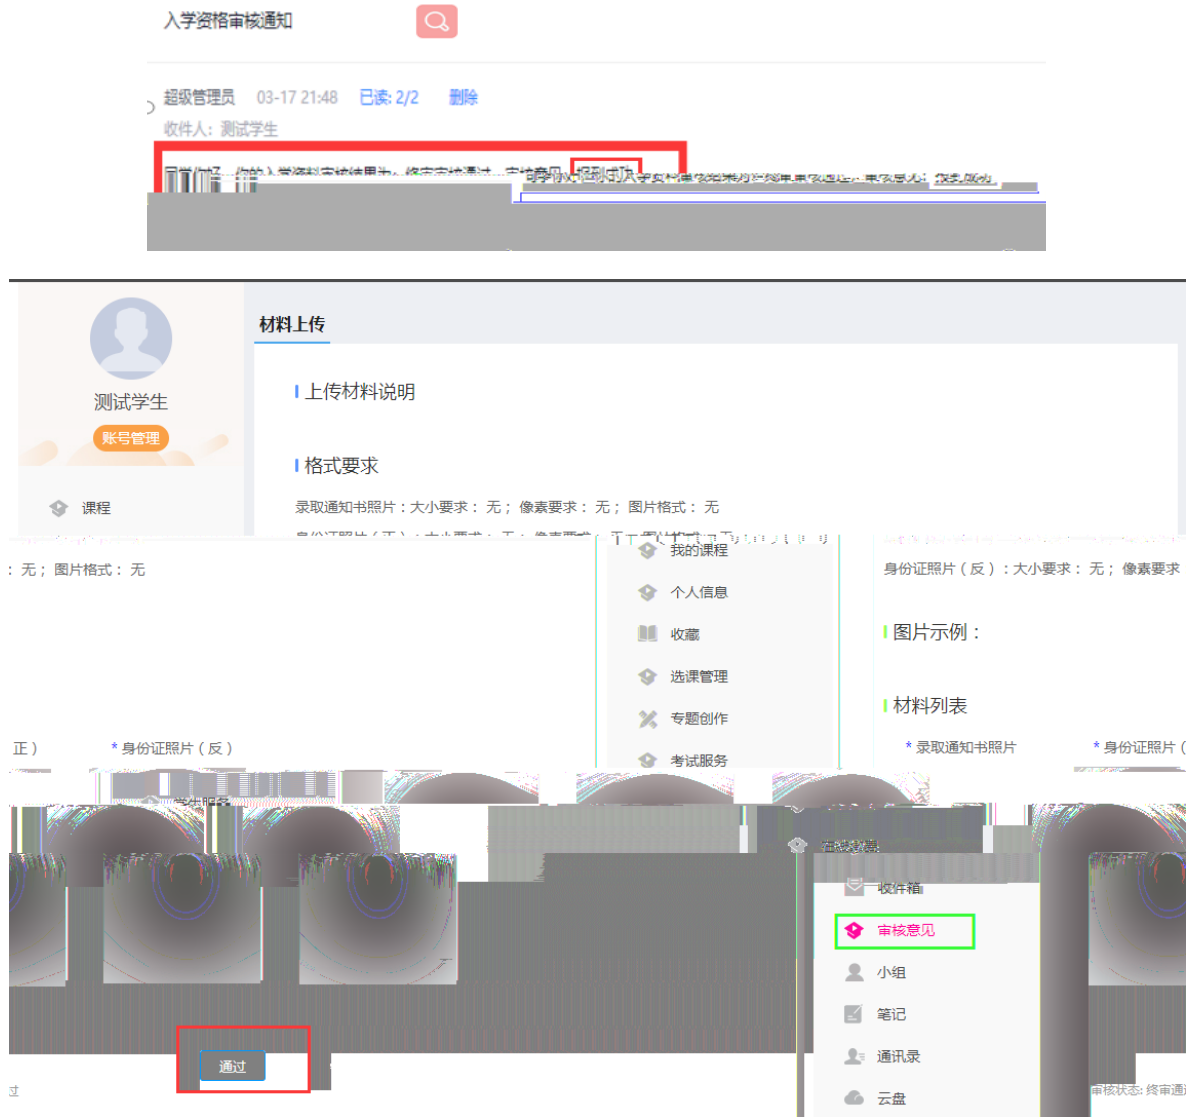 入学资格审核通知
超级管理员 03-17 21:48 已读: 2/2 删除
收件人：测试学生
材料上传
测试学生
账号管理
上传材料说明
格式要求
课程
录取通知书照片：大小要求： 无； 像素要求： 无； 图片格式： 无
我的课程
：无； 图片格式： 无
身份证照片（反）：大小要求： 无； 像素要求
个人信息
收藏
图片示例：
选课管理
材料列表
专题创作
正）
* 身份证照片（反）
* 录取通知书照片
* 身份证照片（
考试服务
收件箱
审核意见
小组
笔记
通过
通讯录
过
审核状态: 终审通
云盘